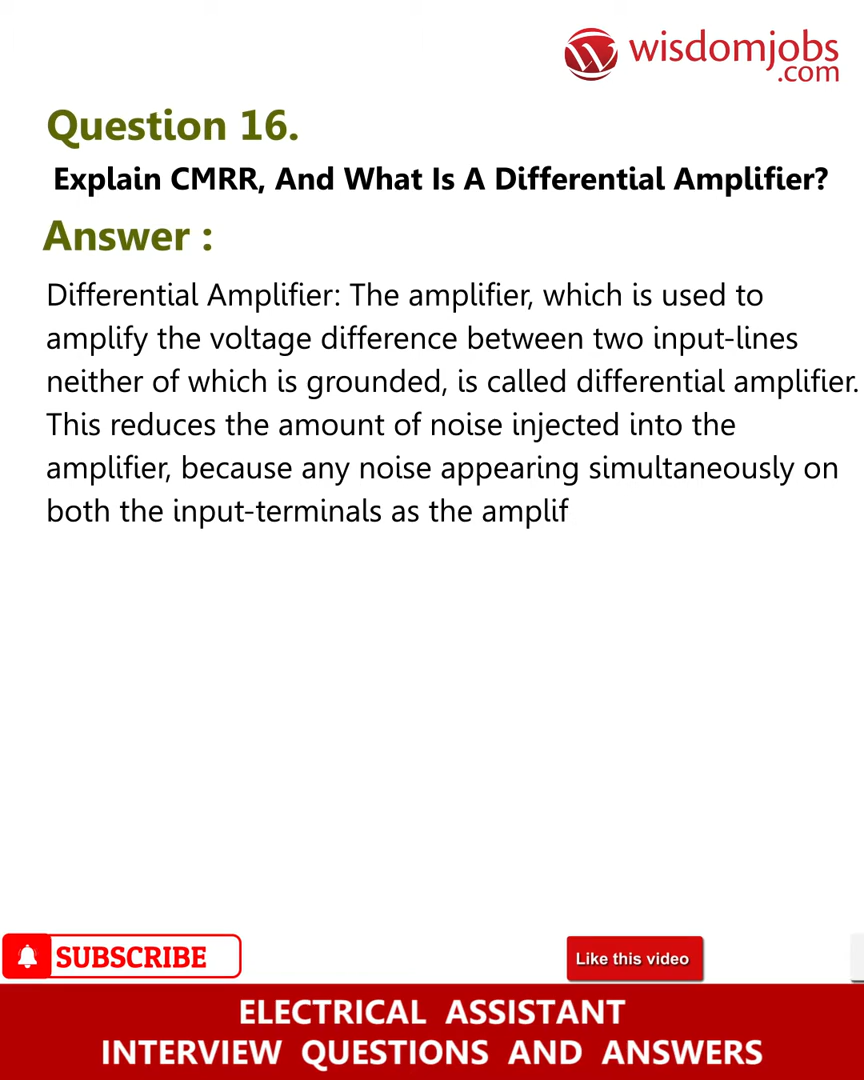 wisdomjobs
.com
Question 16.
Explain CMRR, And What Is A Differential Amplifier?
Answer :
Differential Amplifier: The amplifier, which is used to
amplify the voltage difference between two input-lines
neither of which is grounded, is called differential amplifier.
This reduces the amount of noise injected into the
amplifier, because any noise appearing simultaneously on
both the input-terminals as the amplif
SUBSCRIBE
Like this video
ELECTRICAL ASSISTANT
INTERVIEW QUESTIONS AND ANSWERS